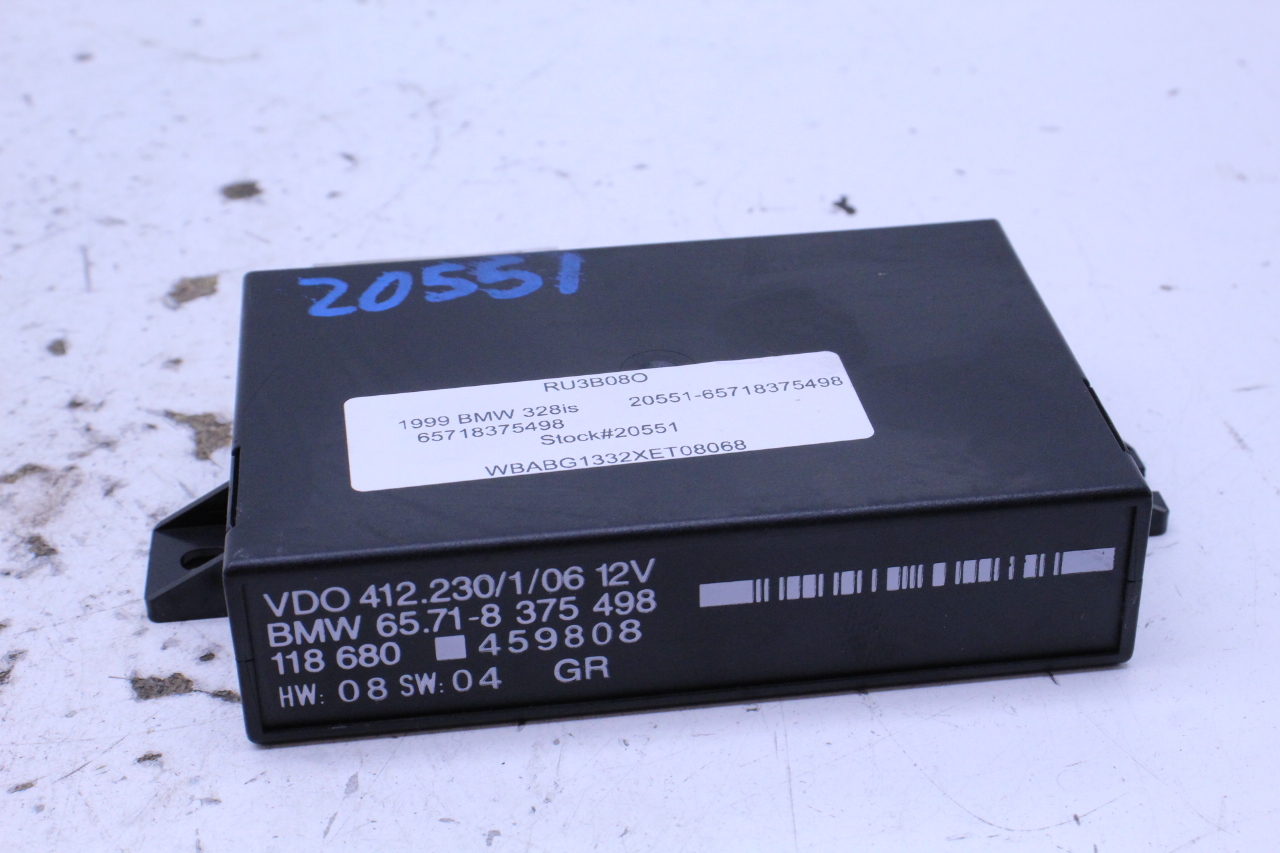 20551
RU3B08O
1999 BMW 328is 20551-65718375498
65718375498
Stock#20551
WBABG1332XET08068
VDO 412.230/1/06 12V
BMW 65.71-8 375 498
118 680 459808
HW: 08 SW: 04 GR